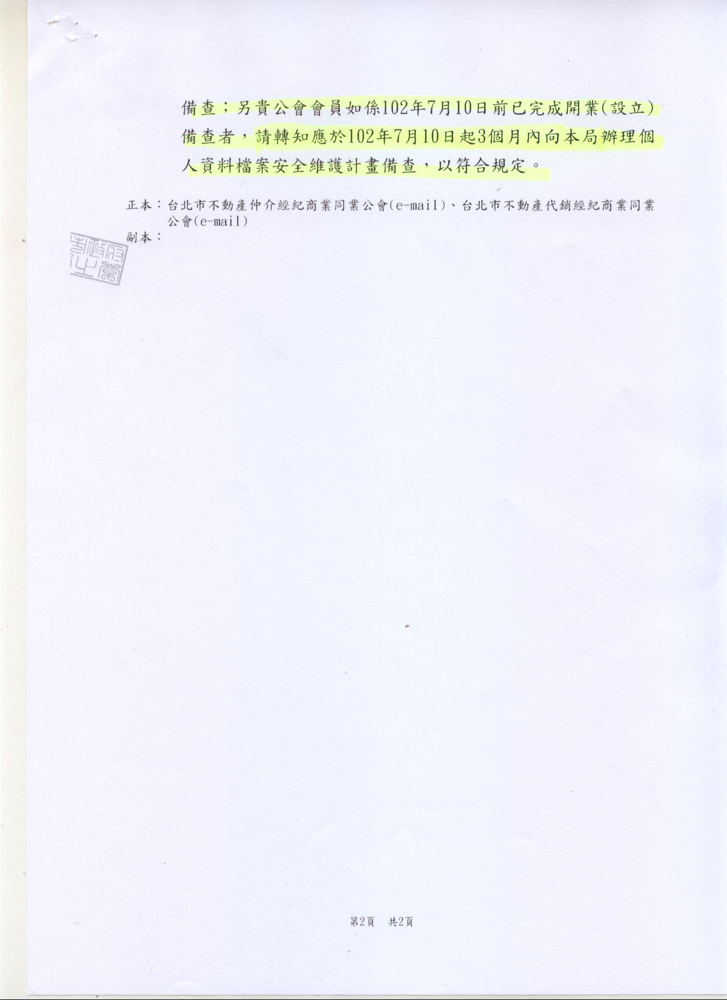 備查；另貴公會會員如係102年7月10日前已完成開業(設立)
備查者，請轉知應於102年7月10日起3個月內向本局辦理個
人資料檔案安全維護計畫備查，以符合規定。
正本：台北市不動產仲介經紀商業同業公會(e-mail)、台北市不動產代銷經紀商業同業
公會(e-mail)
副本：
第2頁 共2頁